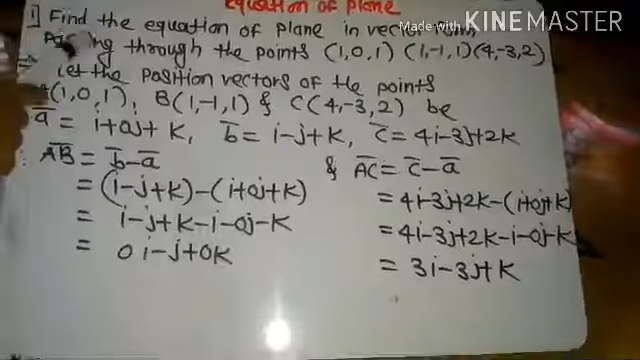 equation of plane
Made with KINEMASTER
1] Find the equation of plane in vector form
through the points (1,0,1) (1,-1,1) (4,-3,2)
Let the position vectors of the points
A(1,0,1), B(1,-1,1) & C(4,-3,2) be
a̅ = i+0j+K, b̅ = i-j+K, c̅ = 4i-3j+2K
A̅B̅ = b̅-a̅ & A̅C̅ = c̅-a̅
= (i-j+K)-(i+0j+K) = 4i-3j+2K-(i+0j+K)
= i-j+K-i-0j-K = 4i-3j+2K-i-0j-K
= 0i-j+0K = 3i-3j+K